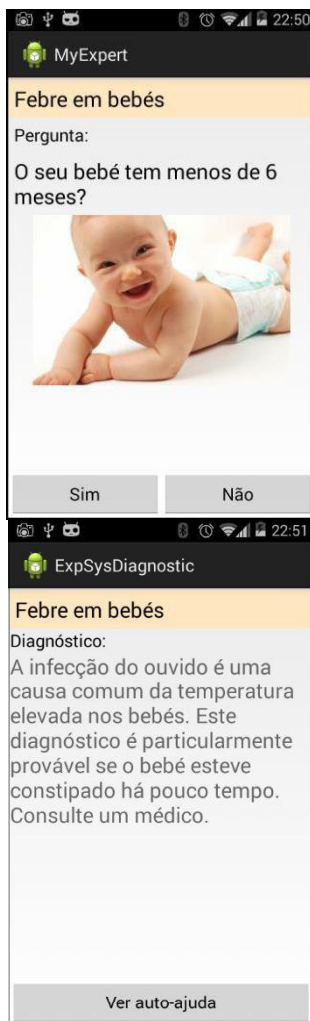 22:50
MyExpert
Febre em bebés
Pergunta:
O seu bebé tem menos de 6
meses?
Sim Não
22:51
ExpSysDiagnostic
Febre em bebés
Diagnóstico:
A infecção do ouvido é uma
causa comum da temperatura
elevada nos bebés. Este
diagnóstico é particularmente
provável se o bebé esteve
constipado há pouco tempo.
Consulte um médico.
Ver auto-ajuda